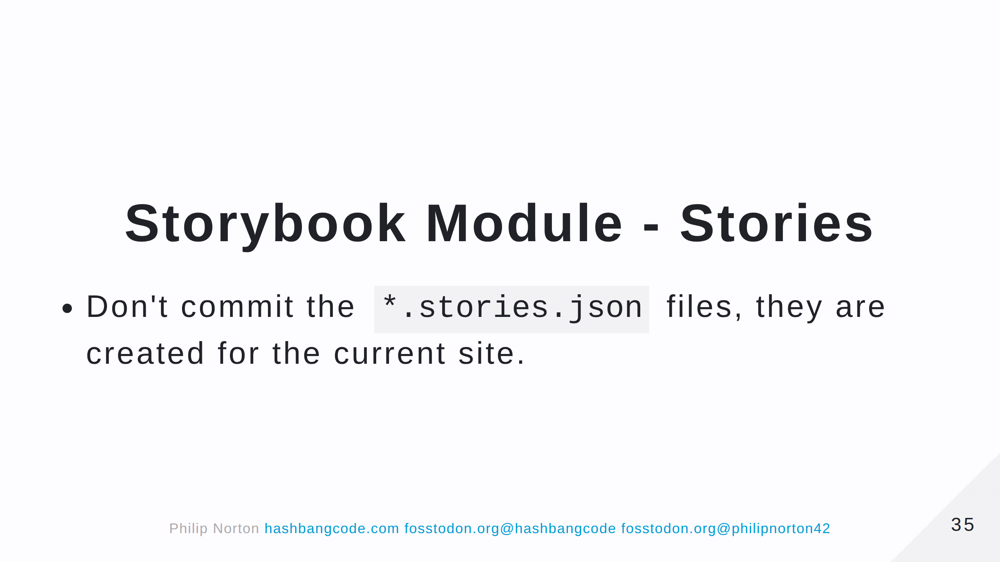 Storybook Module - Stories
• Don't commit the *.stories.json files, they are
created for the current site.
Philip Norton hashbangcode.com fosstodon.org@hashbangcode fosstodon.org@philipnorton42
35